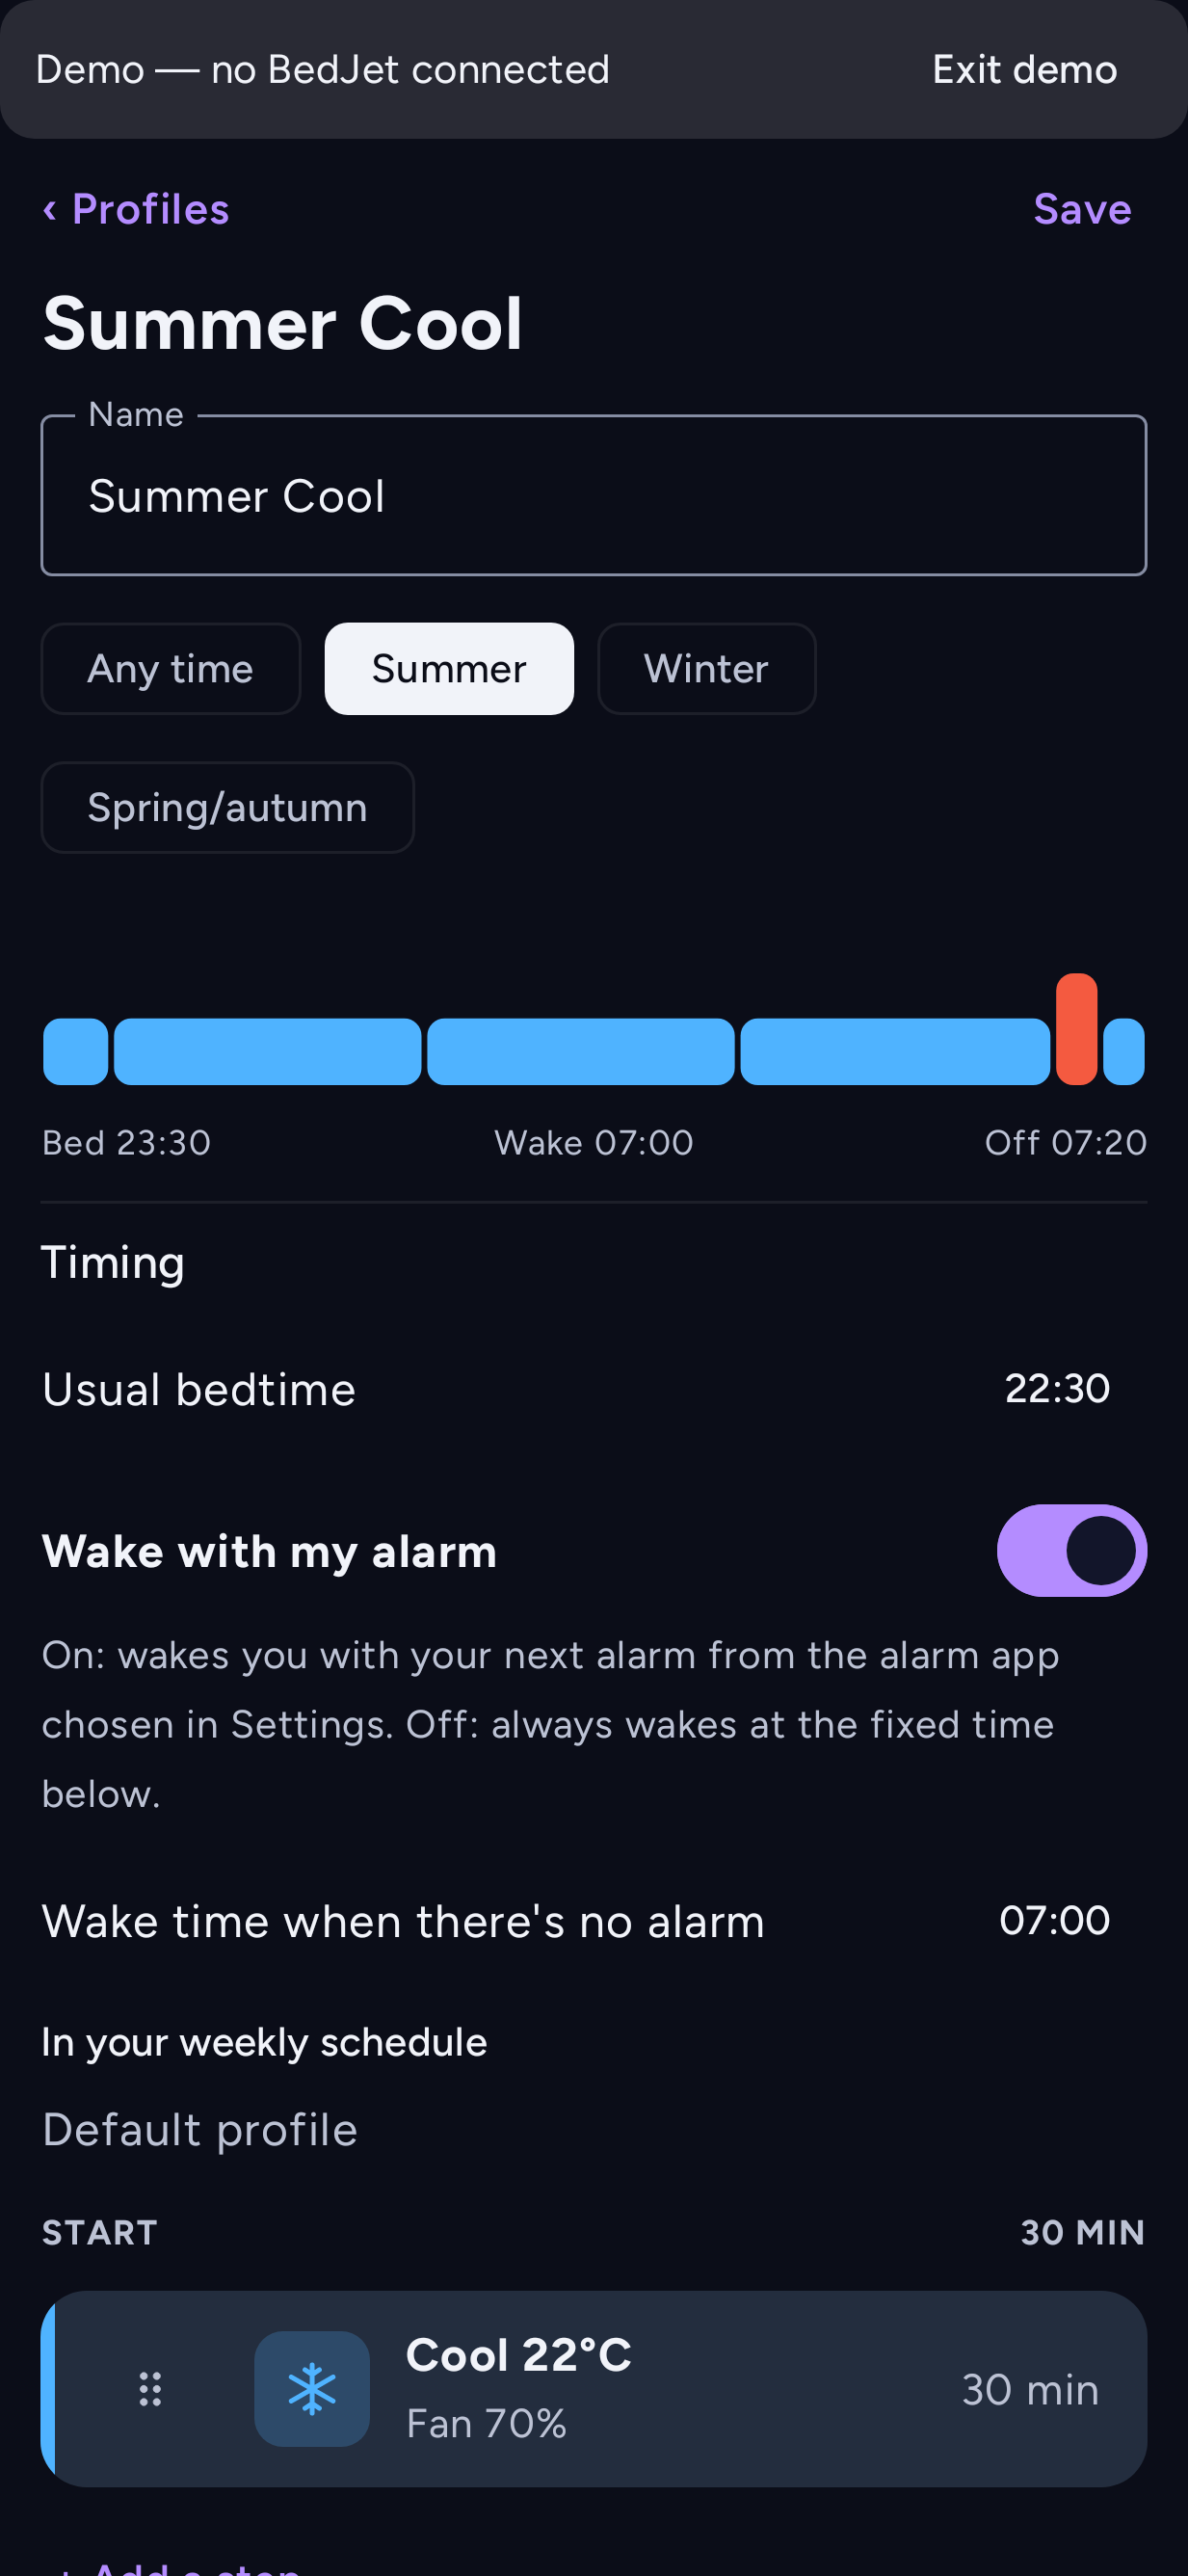 Demo — no BedJet connected
Exit demo
‹ Profiles
Save
Summer Cool
Name
Summer Cool
Any time
Summer
Winter
Spring/autumn
Bed 23:30
Wake 07:00
Off 07:20
Timing
Usual bedtime
22:30
Wake with my alarm
On: wakes you with your next alarm from the alarm app
chosen in Settings. Off: always wakes at the fixed time
below.
Wake time when there's no alarm
07:00
In your weekly schedule
Default profile
START
30 MIN
Cool 22°C
Fan 70%
30 min
+ Add a step